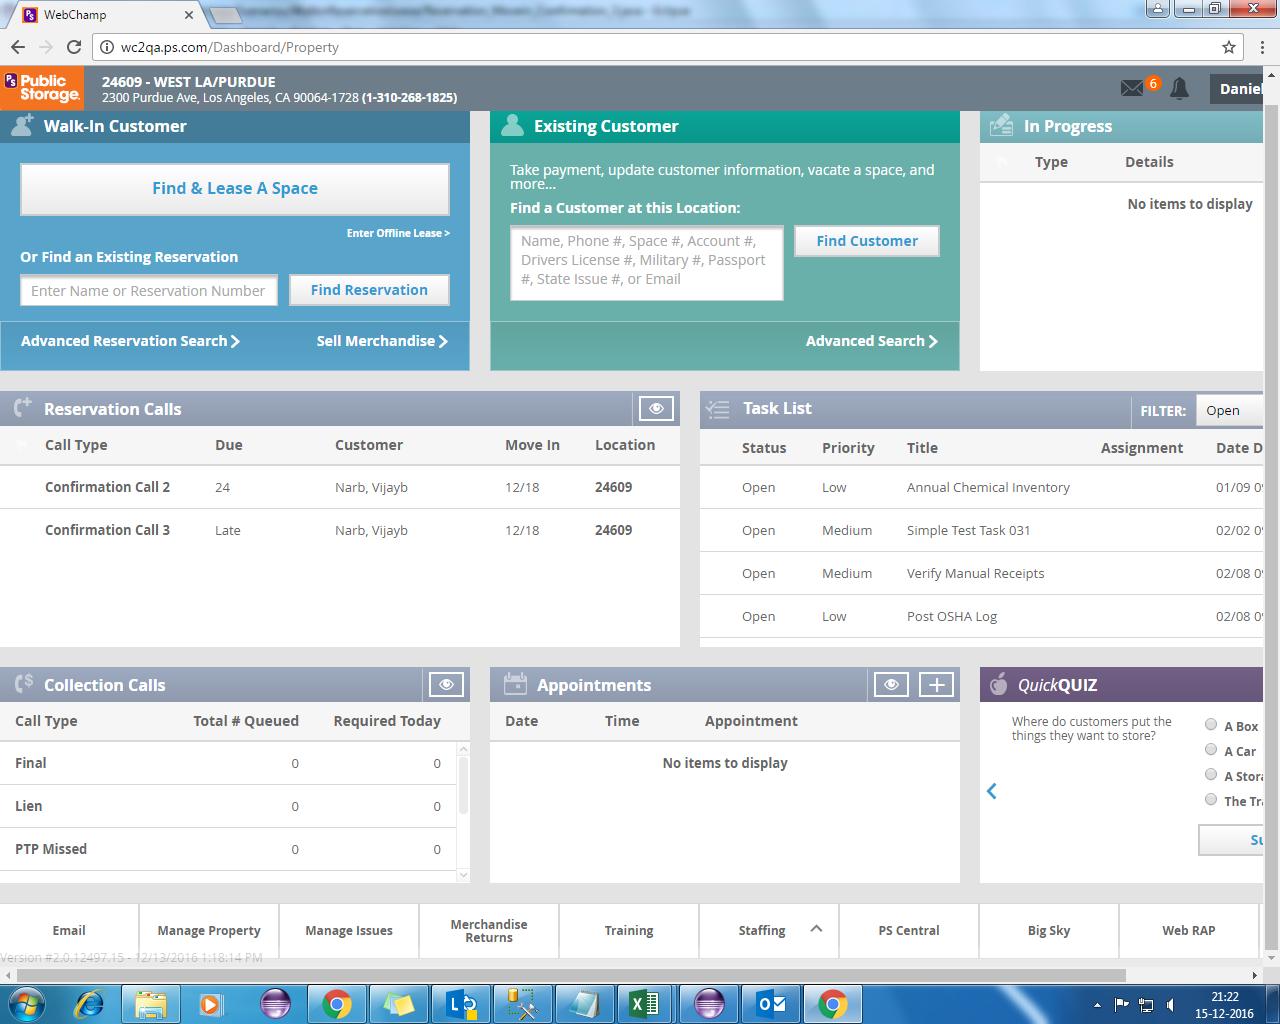 WebChamp
wc2qa.ps.com/Dashboard/Property
PS Public Storage.
24609 - WEST LA/PURDUE
2300 Purdue Ave, Los Angeles, CA 90064-1728 (1-310-268-1825)
6
Daniel
Walk-In Customer
Find & Lease A Space
Enter Offline Lease >
Or Find an Existing Reservation
Enter Name or Reservation Number
Find Reservation
Advanced Reservation Search
Sell Merchandise
Existing Customer
Take payment, update customer information, vacate a space, and
more...
Find a Customer at this Location:
Name, Phone #, Space #, Account #,
Drivers License #, Military #, Passport
#, State Issue #, or Email
Find Customer
Advanced Search
In Progress
Type Details
No items to display
Reservation Calls
Call Type Due Customer Move In Location
Confirmation Call 2 24 Narb, Vijayb 12/18 24609
Confirmation Call 3 Late Narb, Vijayb 12/18 24609
Task List
FILTER: Open
Status Priority Title Assignment Date D
Open Low Annual Chemical Inventory 01/09 09
Open Medium Simple Test Task 031 02/02 09
Open Medium Verify Manual Receipts 02/08 09
Open Low Post OSHA Log 02/08 09
Collection Calls
Call Type Total # Queued Required Today
Final 0 0
Lien 0 0
PTP Missed 0 0
Appointments
Date Time Appointment
No items to display
QuickQUIZ
Where do customers put the
things they want to store?
A Box
A Car
A Stora
The Tra
Su
Email
Manage Property
Manage Issues
Merchandise
Returns
Training
Staffing
PS Central
Big Sky
Web RAP
Version #2.0.12497.15 - 12/13/2016 1:18:14 PM
21:22
15-12-2016